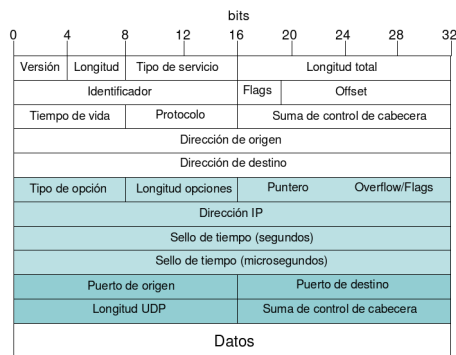 bits
0 4 8 12 16 20 24 28 32
Versión Longitud Tipo de servicio Longitud total
Identificador Flags Offset
Tiempo de vida Protocolo Suma de control de cabecera
Dirección de origen
Dirección de destino
Tipo de opción Longitud opciones Puntero Overflow/Flags
Dirección IP
Sello de tiempo (segundos)
Sello de tiempo (microsegundos)
Puerto de origen Puerto de destino
Longitud UDP Suma de control de cabecera
Datos